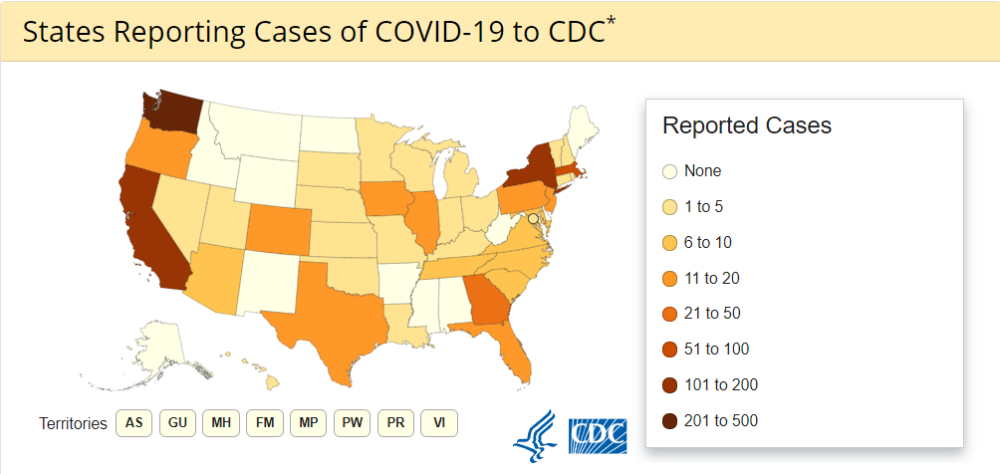 States Reporting Cases of COVID-19 to CDC*
Reported Cases
None
1 to 5
6 to 10
11 to 20
21 to 50
51 to 100
101 to 200
201 to 500
Territories AS GU MH FM MP PW PR VI
CDC